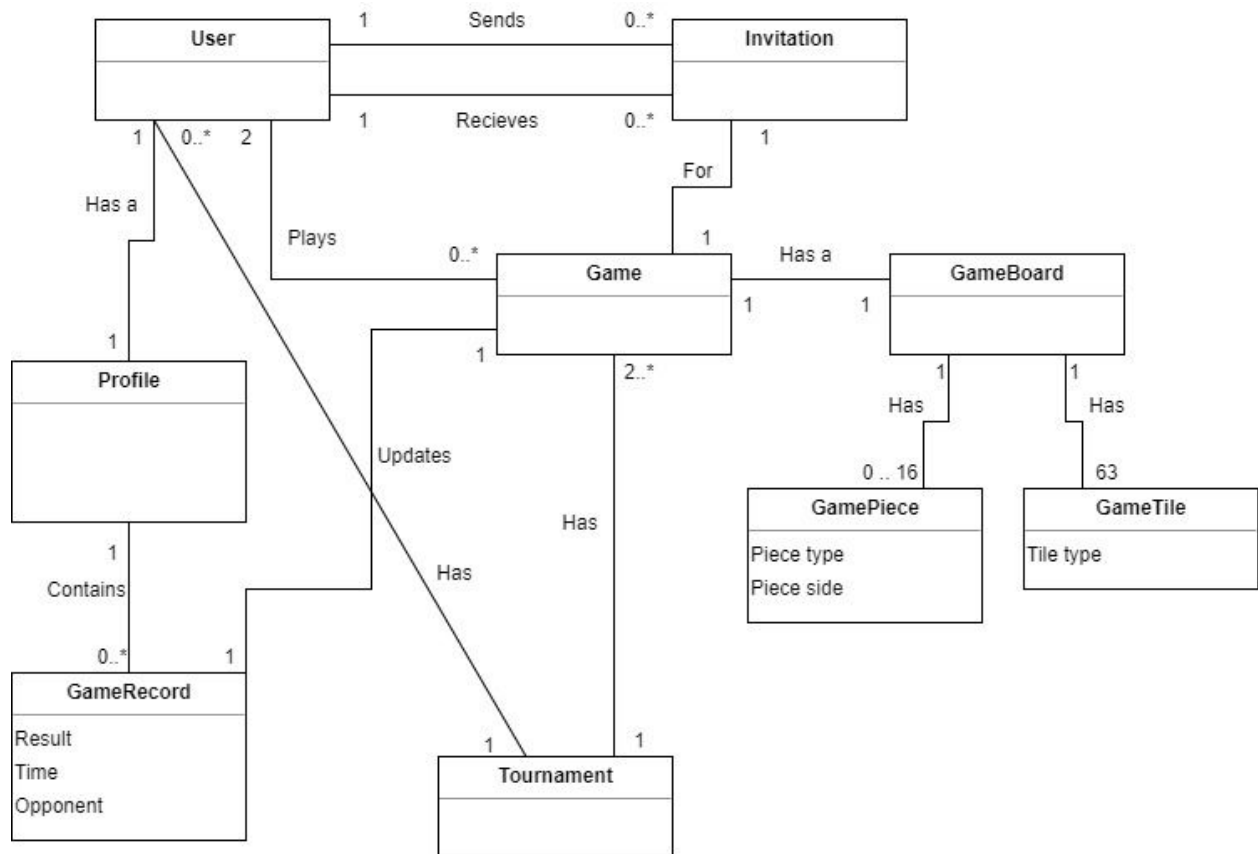 1 Sends 0..*
User
Invitation
1 Recieves 0..*
1 0..* 2
1
For
Has a
Plays
0..*
1
Has a
Game
GameBoard
1 1
1
2..*
1 1
1
Profile
Has Has
Updates
0 .. 16 63
GamePiece
GameTile
Piece type
Tile type
Piece side
Has
1
Has
Contains
0..* 1
GameRecord
Result
Time
Opponent
1 1
Tournament